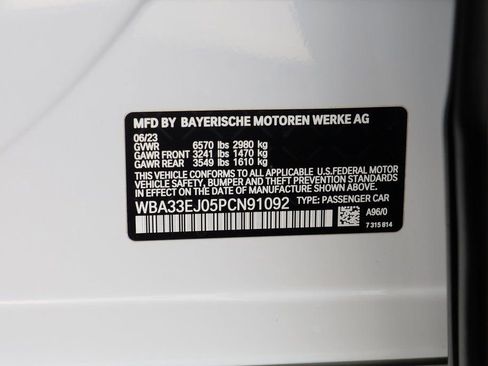 MFD BY BAYERISCHE MOTOREN WERKE AG
06/23
GVWR 6570 lbs 2980 kg
GAWR FRONT 3241 lbs 1470 kg
GAWR REAR 3549 lbs 1610 kg
THIS VEHICLE CONFORMS TO ALL APPLICABLE U.S. FEDERAL MOTOR
VEHICLE SAFETY, BUMPER, AND THEFT PREVENTION STANDARDS
IN EFFECT ON THE DATE OF MANUFACTURE SHOWN ABOVE.
WBA33EJ05PCN91092 TYPE: PASSENGER CAR
A96/0
7 315 614